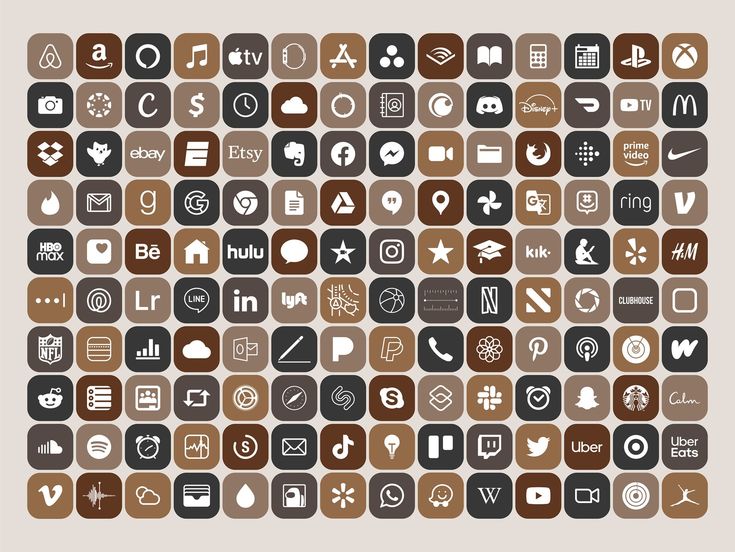 tv
Disney+
TV
ebay
Etsy
prime
video
G
ring
HBO
max
Bē
hulu
kik·
H&M
Lr
LINE
in
lyft
N
N
CLUBHOUSE
NFL
Calm
S
Uber
Uber
Eats
W